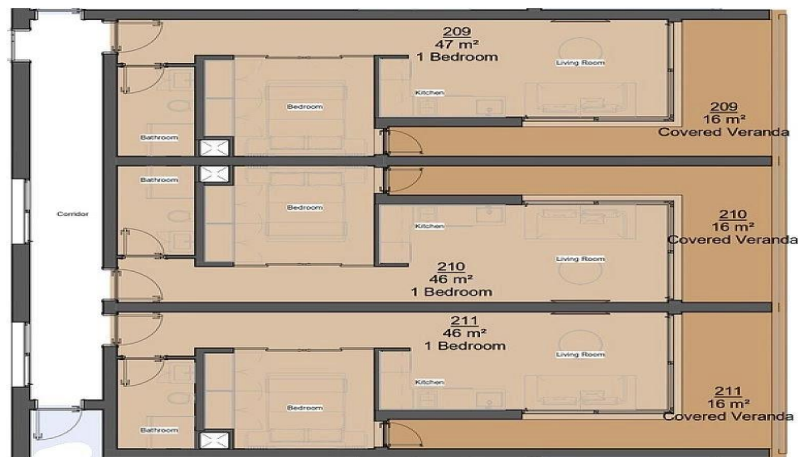 209
47 m²
1 Bedroom
Living Room
Kitchen
Bedroom
Bathroom
209
16 m²
Covered Veranda
Bathroom
Bedroom
Corridor
Kitchen
210
16 m²
Covered Veranda
Living Room
210
46 m²
1 Bedroom
211
46 m²
1 Bedroom
Living Room
Kitchen
Bedroom
Bathroom
211
16 m²
Covered Veranda